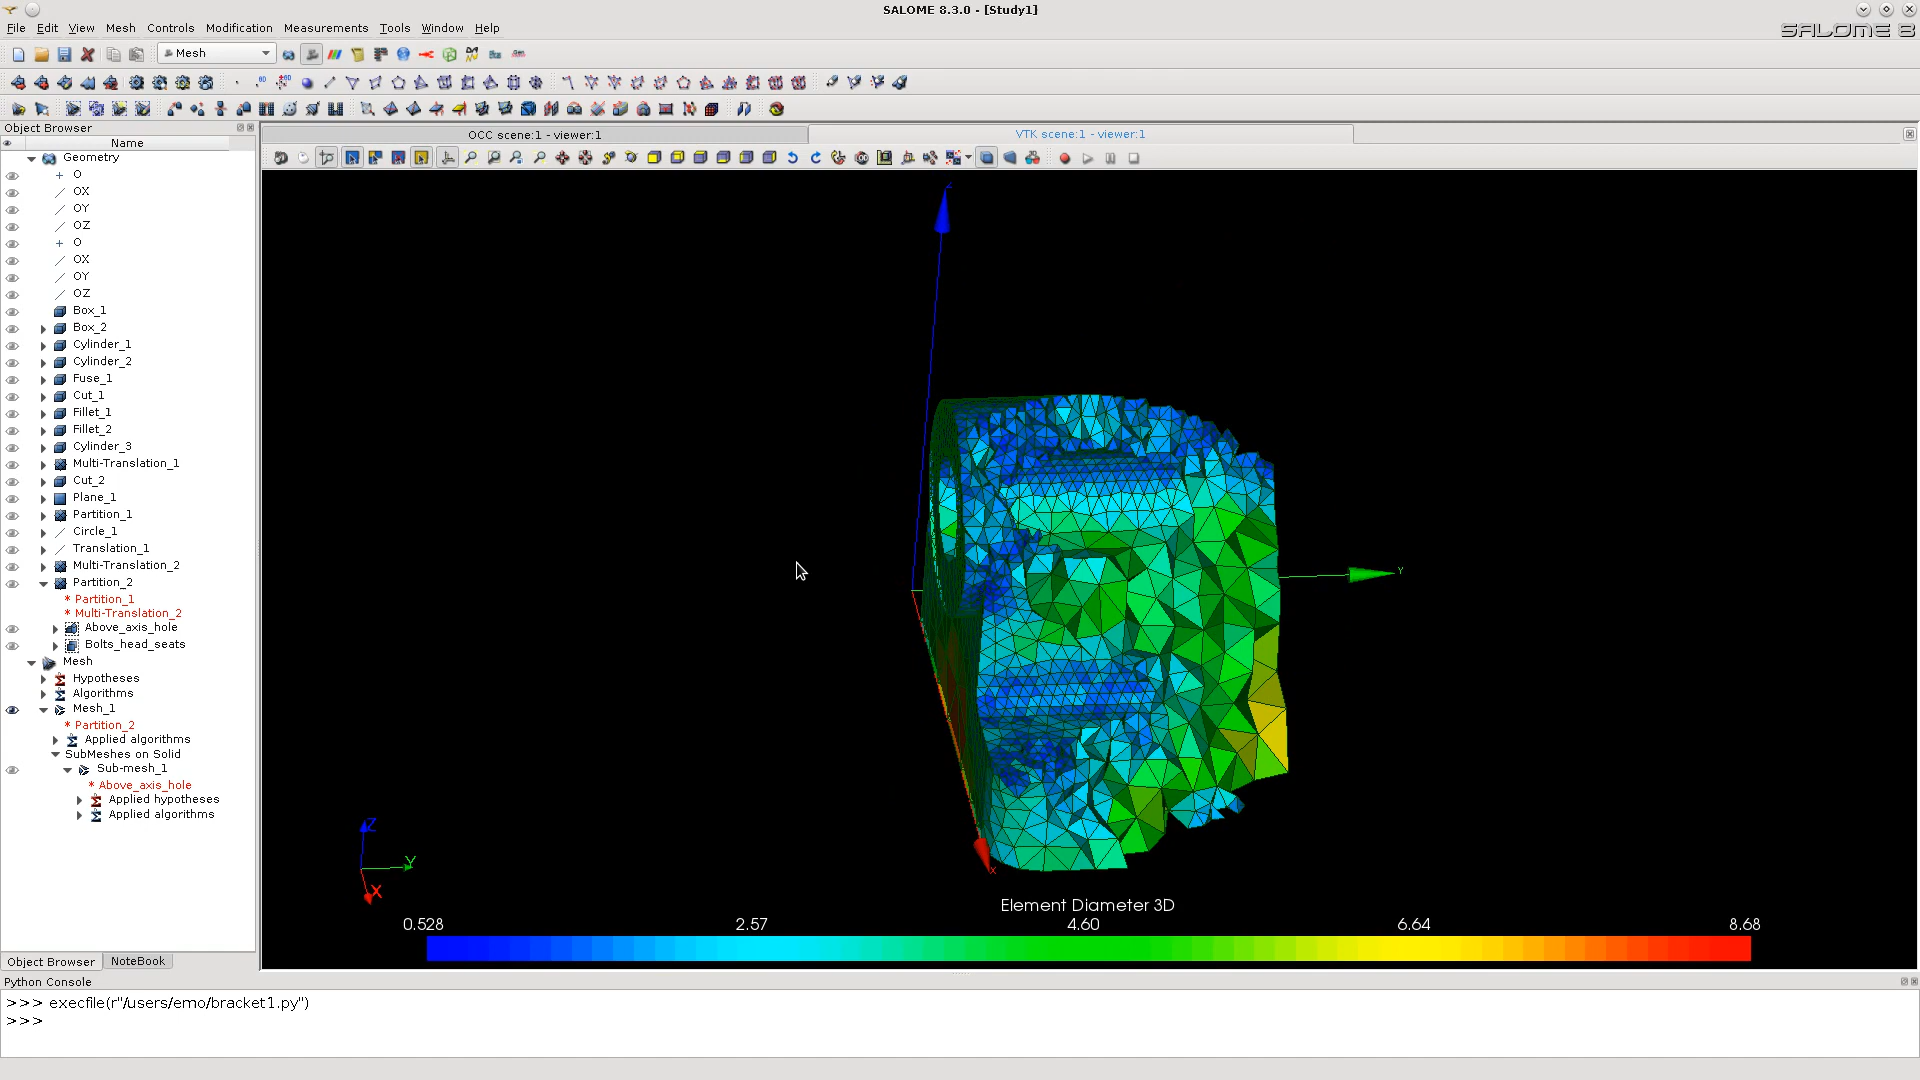 SALOME 8.3.0 - [Study1]
File Edit View Mesh Controls Modification Measurements Tools Window Help
SALOME 8
Mesh
Object Browser
OCC scene:1 - viewer:1
VTK scene:1 - viewer:1
Name
Geometry
O
OX
OY
OZ
O
OX
OY
OZ
Box_1
Box_2
Cylinder_1
Cylinder_2
Fuse_1
Cut_1
Fillet_1
Fillet_2
Cylinder_3
Multi-Translation_1
Cut_2
Plane_1
Partition_1
Circle_1
Translation_1
Multi-Translation_2
Partition_2
* Partition_1
* Multi-Translation_2
Above_axis_hole
Bolts_head_seats
Mesh
Hypotheses
Algorithms
Mesh_1
* Partition_2
Applied algorithms
SubMeshes on Solid
Sub-mesh_1
* Above_axis_hole
Applied hypotheses
Applied algorithms
Z
Y
X
Z
Y
X
Element Diameter 3D
0.528 2.57 4.60 6.64 8.68
Object Browser NoteBook
Python Console
>>> execfile(r"/users/emo/bracket1.py")
>>>